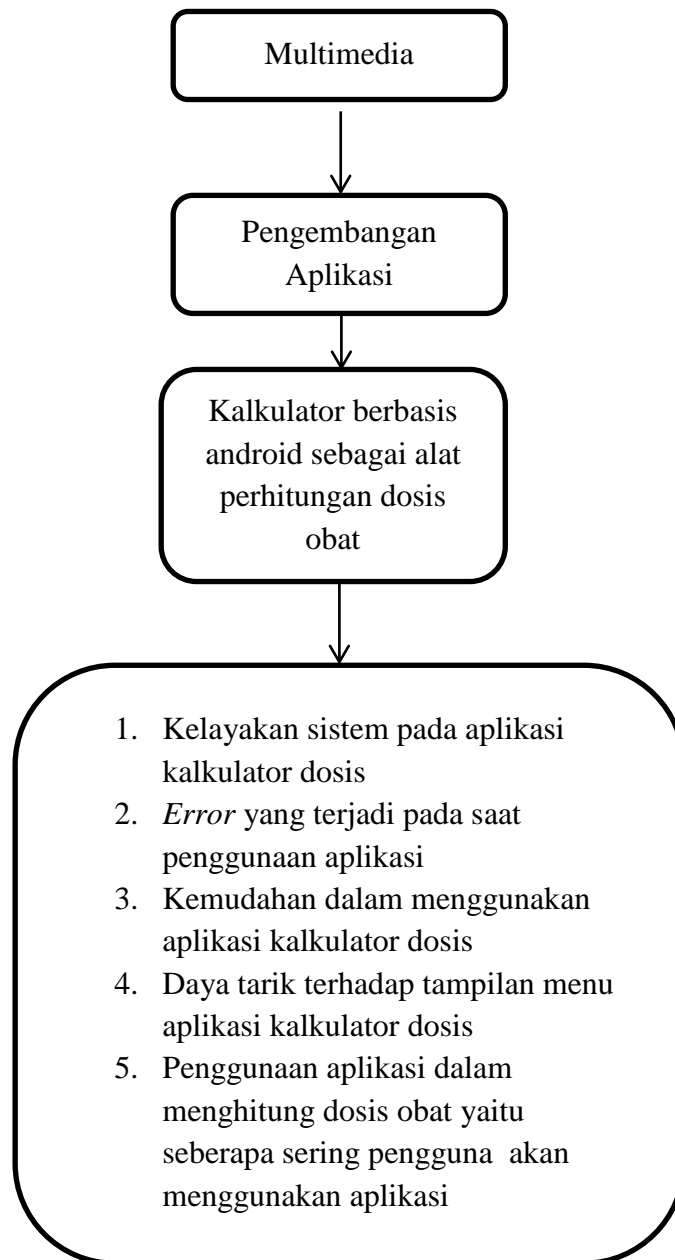 Multimedia
Pengembangan
Aplikasi
Kalkulator berbasis
android sebagai alat
perhitungan dosis
obat
1. Kelayakan sistem pada aplikasi
kalkulator dosis
2. Error yang terjadi pada saat
penggunaan aplikasi
3. Kemudahan dalam menggunakan
aplikasi kalkulator dosis
4. Daya tarik terhadap tampilan menu
aplikasi kalkulator dosis
5. Penggunaan aplikasi dalam
menghitung dosis obat yaitu
seberapa sering pengguna akan
menggunakan aplikasi